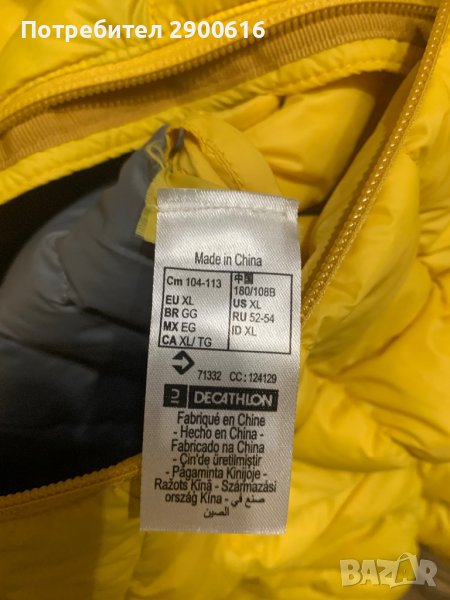 Потребител 2900616
Made in China
Cm 104-113
EU XL
BR GG
MX EG
CA XL/ TG
中国
180/108B
US XL
RU 52-54
ID XL
71332 CC : 124129
DECATHLON
Fabriqué en Chine
- Hecho en China -
Fabricado na China
- Çin'de üretilmiştir
- Pagaminta Kinijoje -
Ražots Ķīnā - Származási
ország Kína - صنع في
الصين
BAZAR